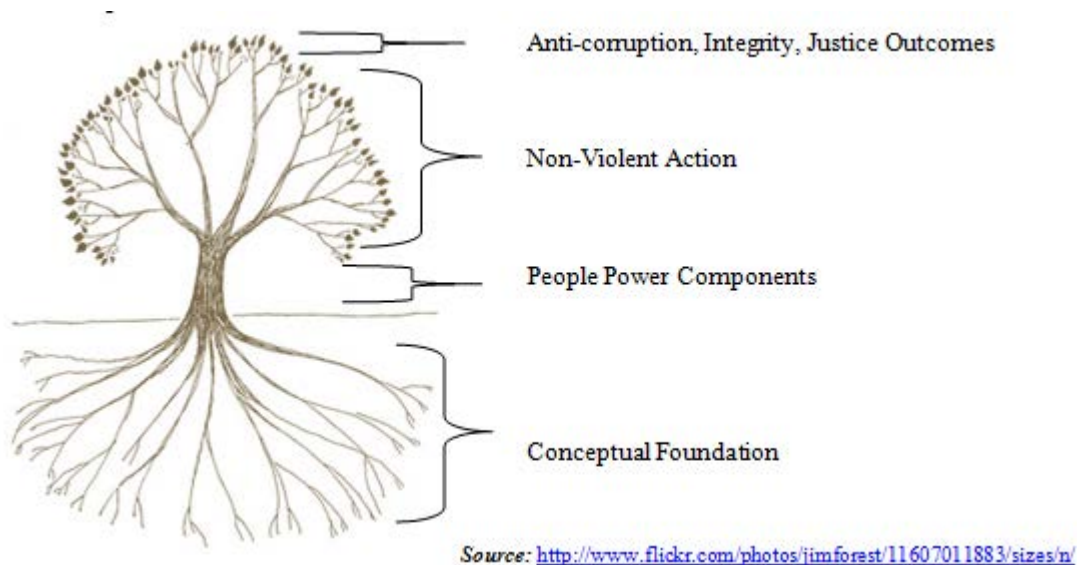 Anti-corruption, Integrity, Justice Outcomes
Non-Violent Action
People Power Components
Conceptual Foundation
Source: http://www.flickr.com/photos/jimforest/11607011883/sizes/n/